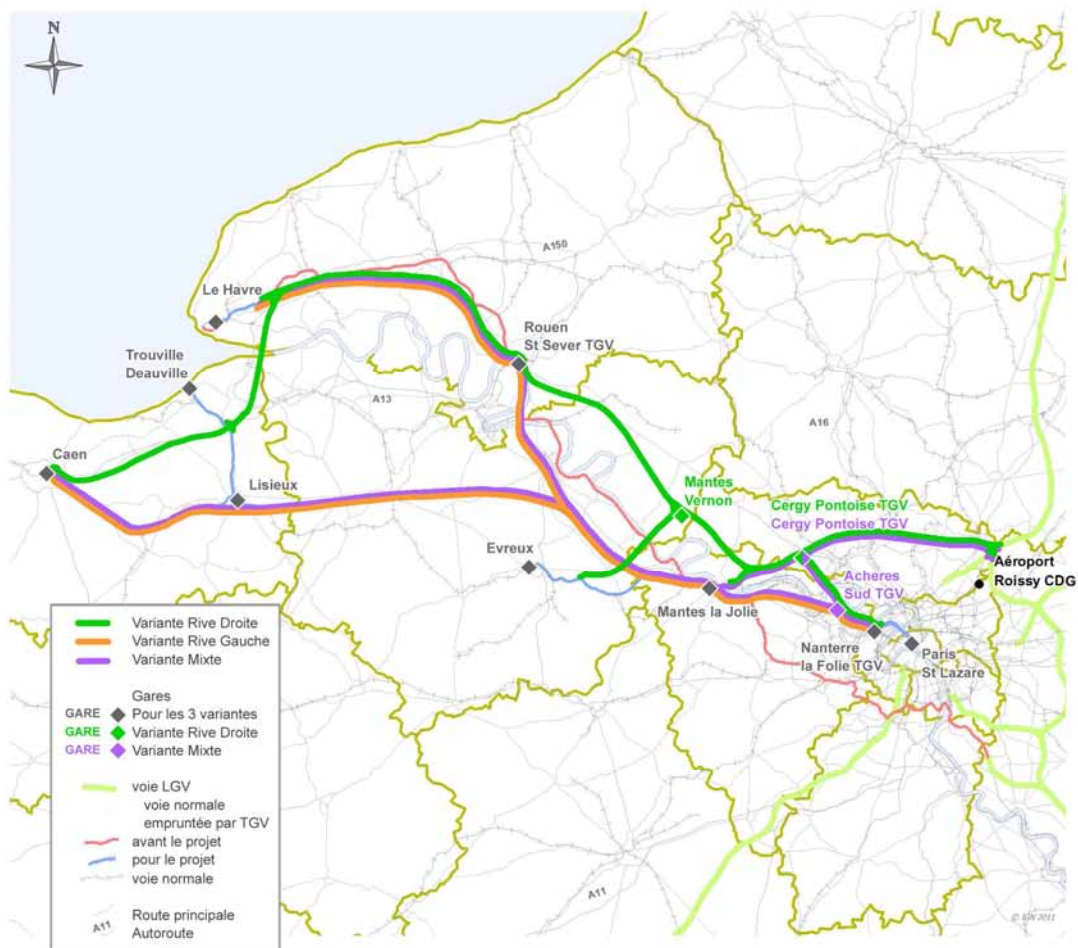 N
A150
Le Havre
Rouen
St Sever TGV
Trouville
Deauville
A13
A16
Caen
Lisieux
Mantes
Vernon
Cergy Pontoise TGV
Cergy Pontoise TGV
Evreux
Aéroport
Roissy CDG
Acheres
Sud TGV
Mantes la Jolie
Nanterre
la Folie TGV
Paris
St Lazare
Variante Rive Droite
Variante Rive Gauche
Variante Mixte
Gares
GARE Pour les 3 variantes
GARE Variante Rive Droite
GARE Variante Mixte
voie LGV
voie normale
empruntée par TGV
avant le projet
pour le projet
voie normale
A11 Route principale
Autoroute
A11
© IGN 2011